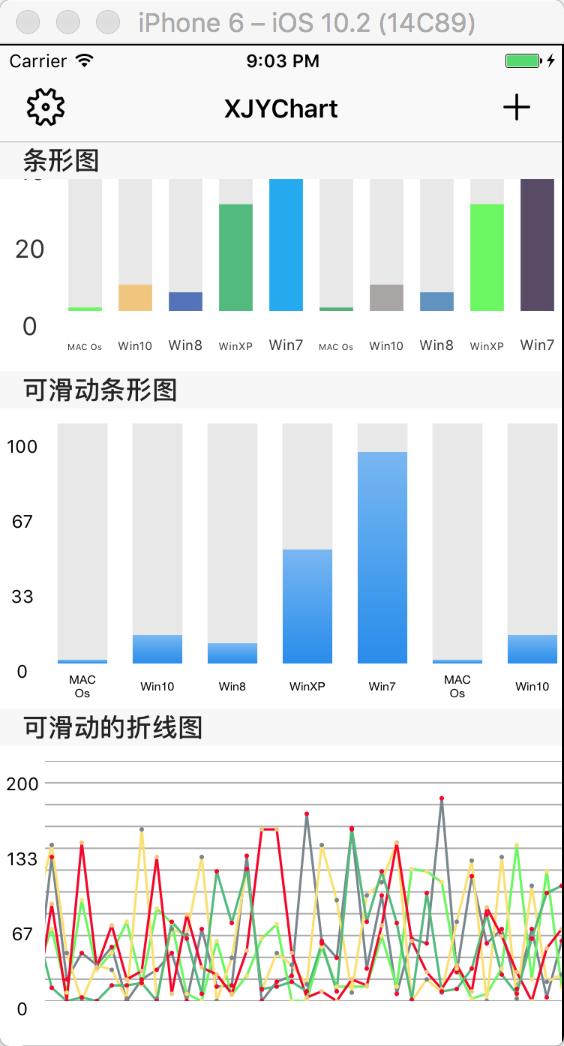 iPhone 6 – iOS 10.2 (14C89)
Carrier 9:03 PM
XJYChart
条形图
20
0
MAC Os Win10 Win8 WinXP Win7 MAC Os Win10 Win8 WinXP Win7
可滑动条形图
100
67
33
0
MAC Os Win10 Win8 WinXP Win7 MAC Os Win10
可滑动的折线图
200
133
67
0